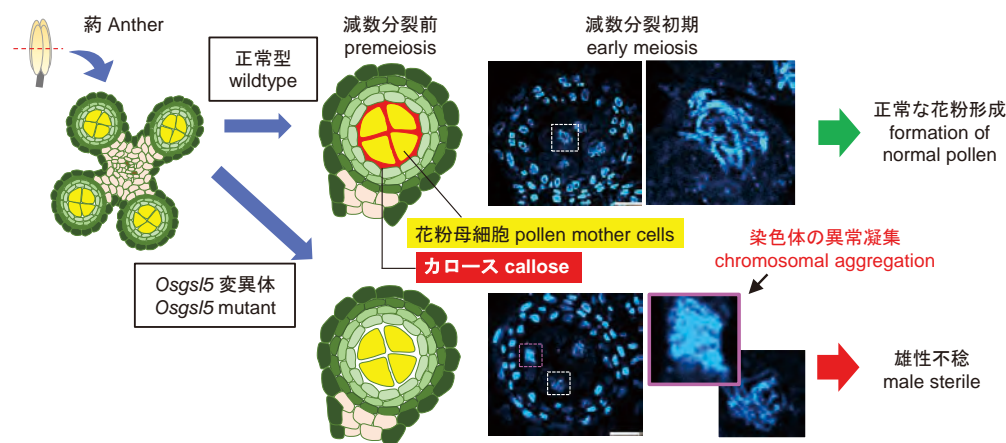 葯 Anther
正常型
wildtype
減数分裂前
premeiosis
減数分裂初期
early meiosis
正常な花粉形成
formation of
normal pollen
花粉母細胞 pollen mother cells
カロース callose
染色体の異常凝集
chromosomal aggregation
Osgsl5 変異体
Osgsl5 mutant
雄性不稔
male sterile